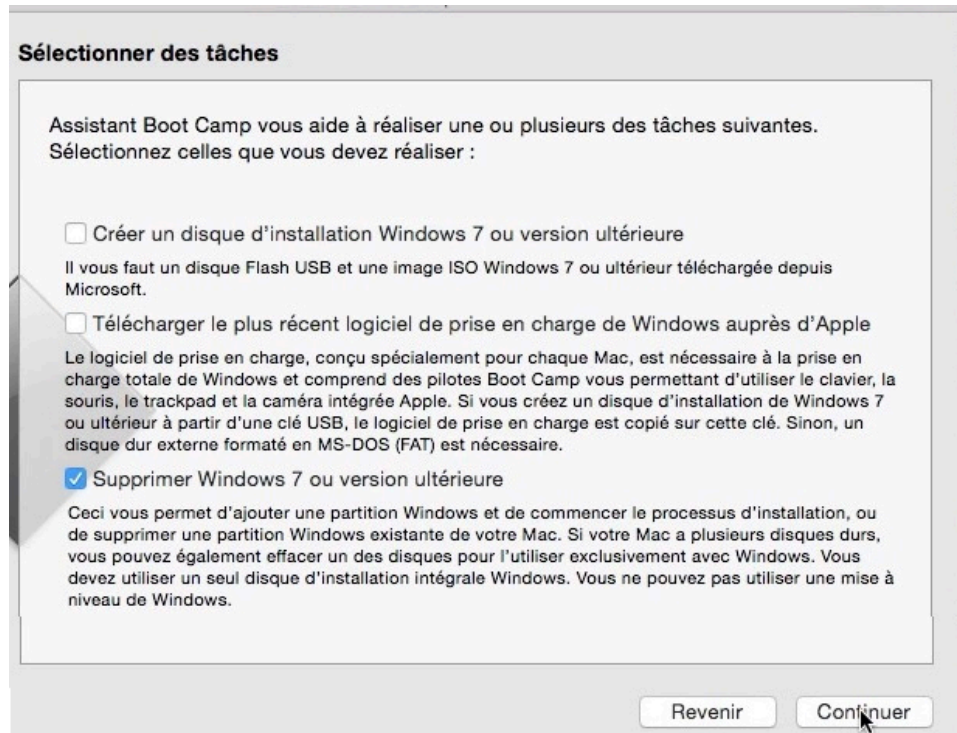 Sélectionner des tâches
Assistant Boot Camp vous aide à réaliser une ou plusieurs des tâches suivantes.
Sélectionnez celles que vous devez réaliser :
Créer un disque d'installation Windows 7 ou version ultérieure
Il vous faut un disque Flash USB et une image ISO Windows 7 ou ultérieur téléchargée depuis
Microsoft.
Télécharger le plus récent logiciel de prise en charge de Windows auprès d'Apple
Le logiciel de prise en charge, conçu spécialement pour chaque Mac, est nécessaire à la prise en
charge totale de Windows et comprend des pilotes Boot Camp vous permettant d'utiliser le clavier, la
souris, le trackpad et la caméra intégrée Apple. Si vous créez un disque d'installation de Windows 7
ou ultérieur à partir d'une clé USB, le logiciel de prise en charge est copié sur cette clé. Sinon, un
disque dur externe formaté en MS-DOS (FAT) est nécessaire.
Supprimer Windows 7 ou version ultérieure
Ceci vous permet d'ajouter une partition Windows et de commencer le processus d'installation, ou
de supprimer une partition Windows existante de votre Mac. Si votre Mac a plusieurs disques durs,
vous pouvez également effacer un des disques pour l'utiliser exclusivement avec Windows. Vous
devez utiliser un seul disque d'installation intégrale Windows. Vous ne pouvez pas utiliser une mise à
niveau de Windows.
Revenir
Continuer